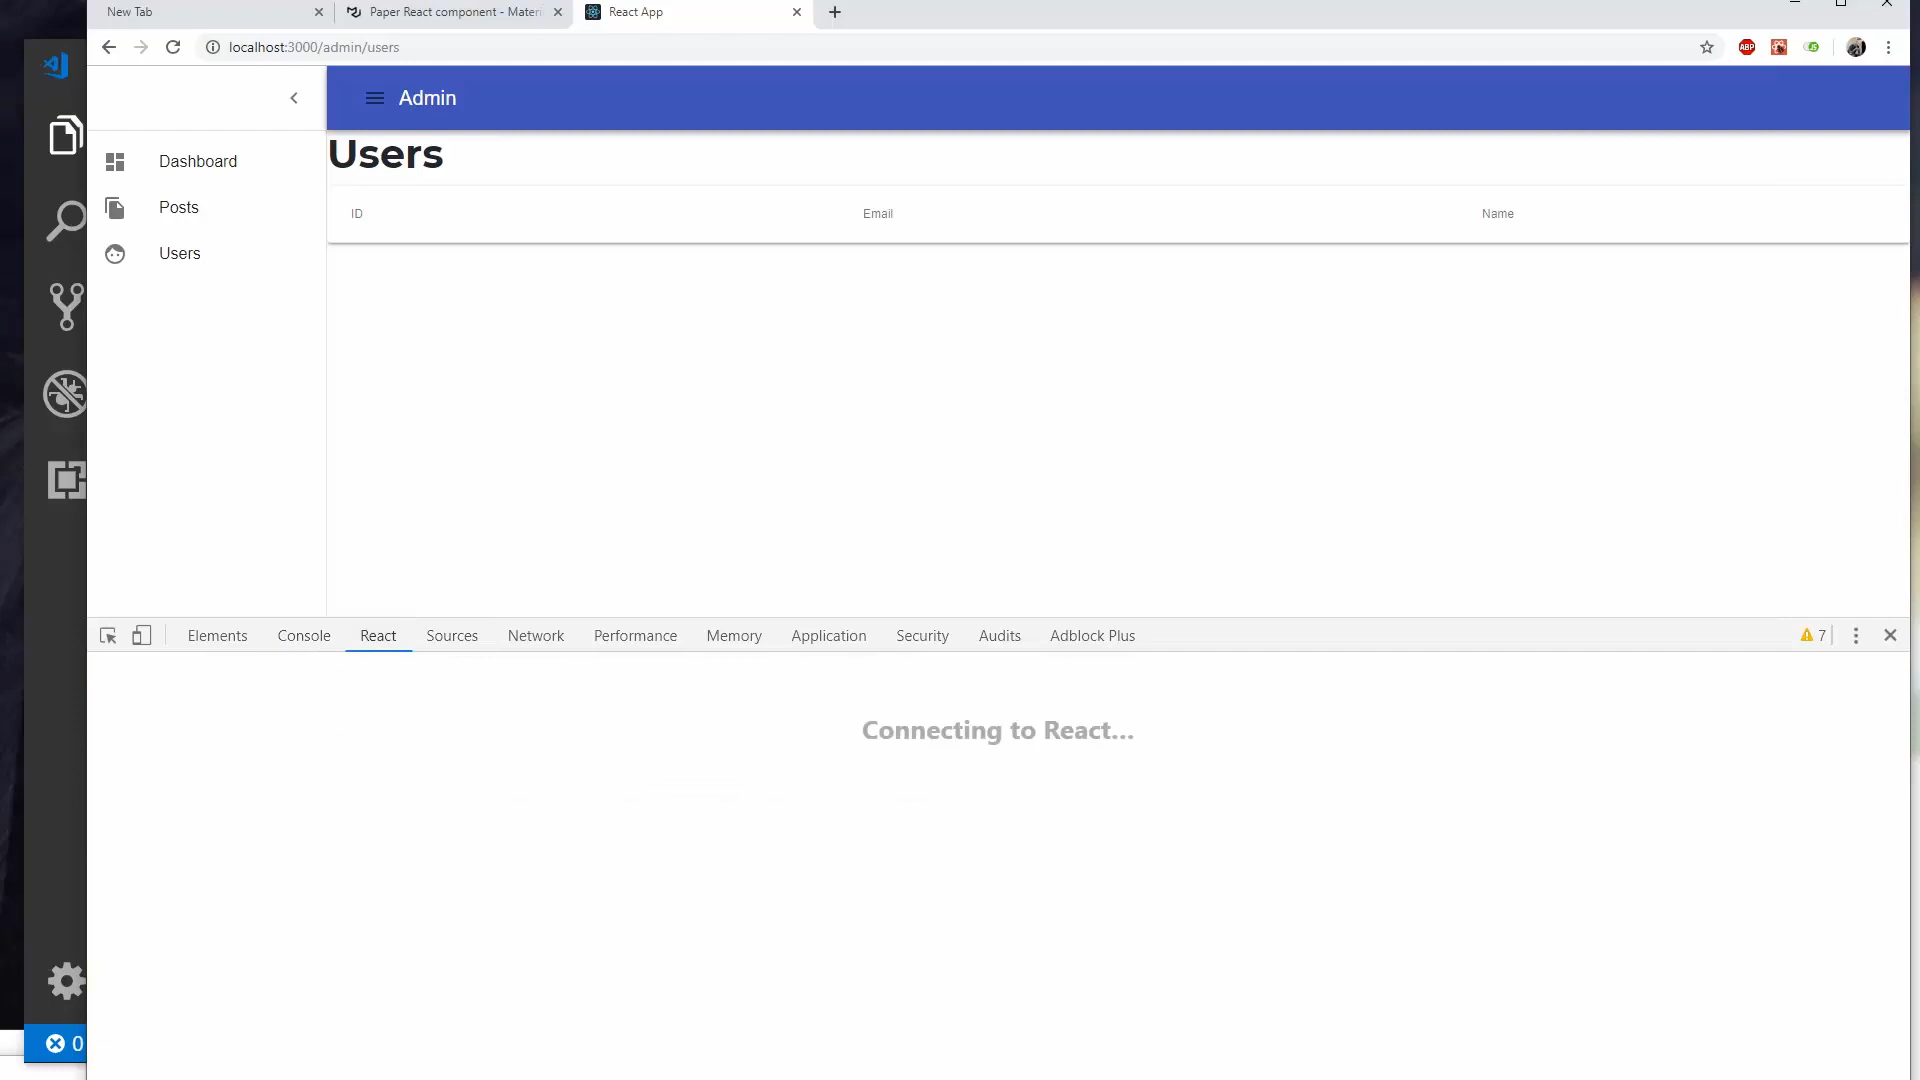 New Tab
Paper React component - Materi
React App
localhost:3000/admin/users
ABP
Admin
Dashboard
Posts
Users
Users
ID Email Name
Elements Console React Sources Network Performance Memory Application Security Audits Adblock Plus 7
Connecting to React...
0